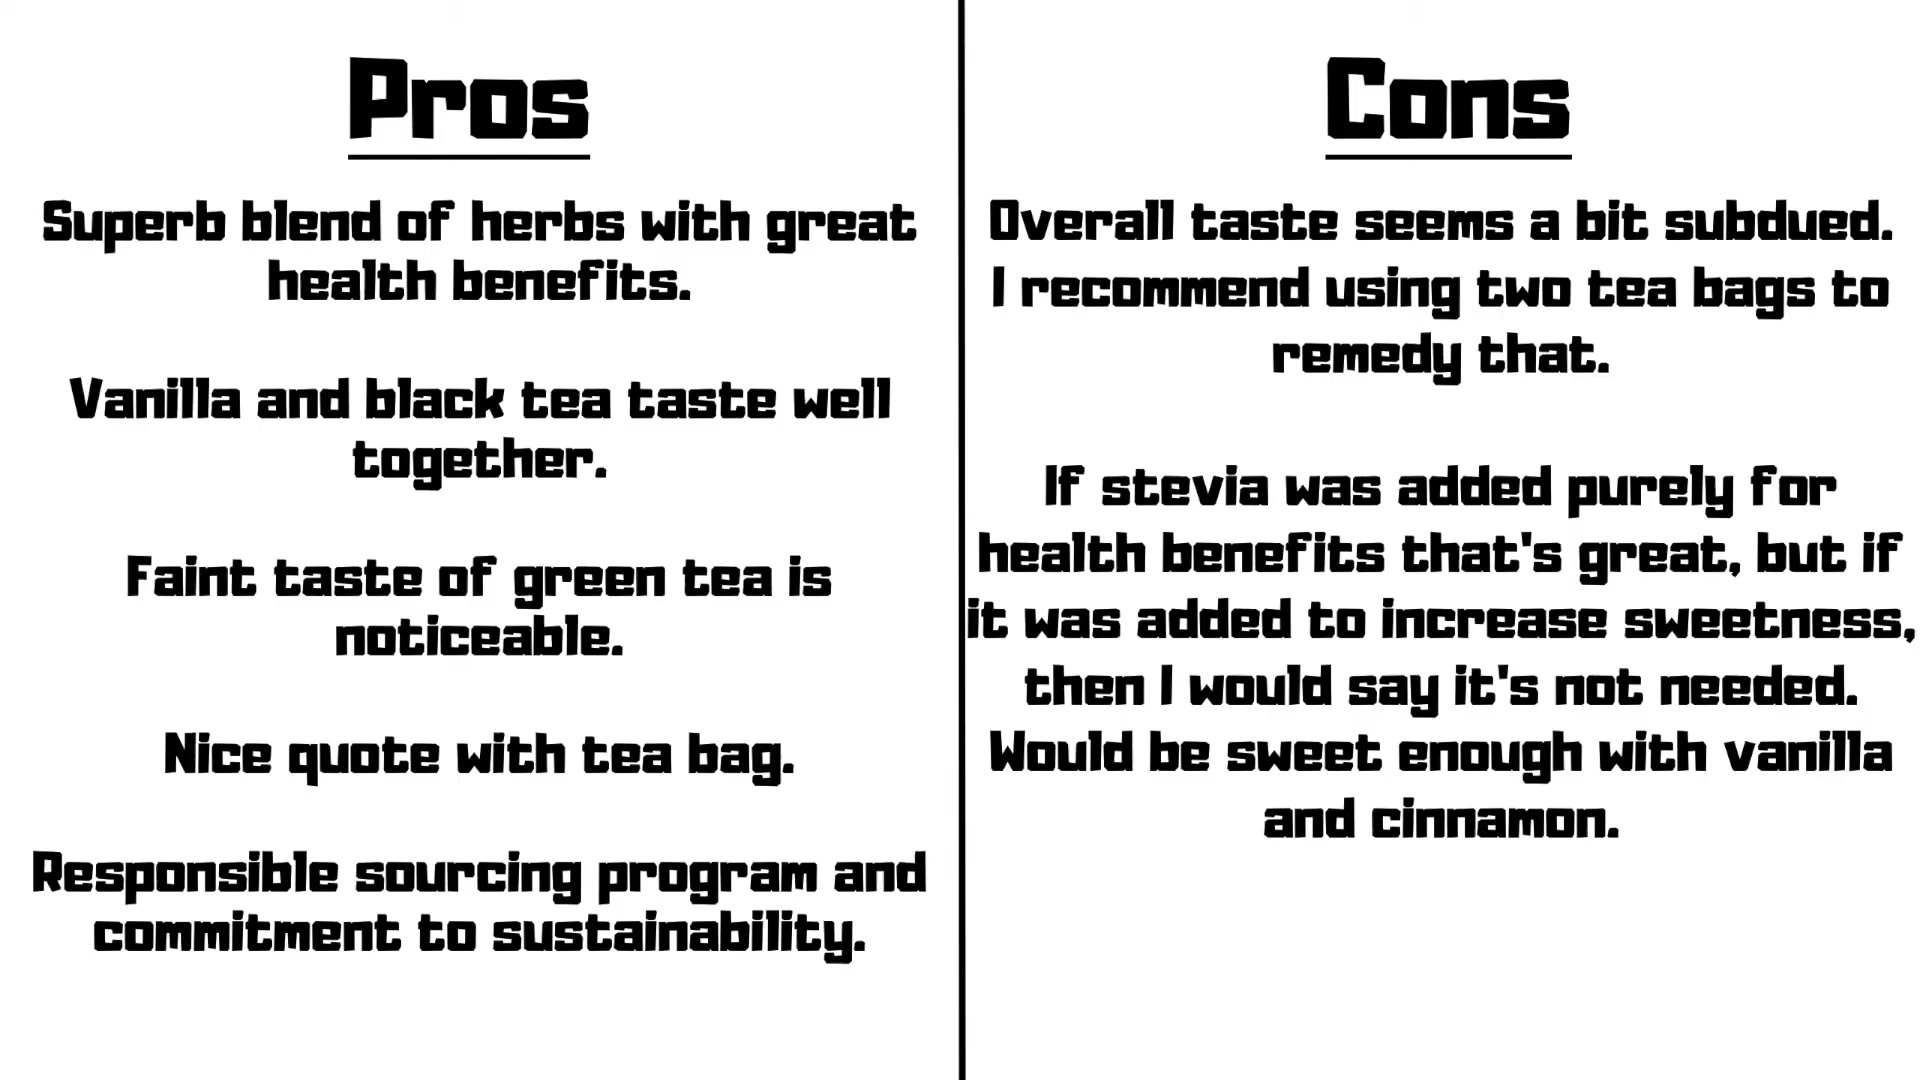 Pros
Superb blend of herbs with great
health benefits.
Vanilla and black tea taste well
together.
Faint taste of green tea is
noticeable.
Nice quote with tea bag.
Responsible sourcing program and
commitment to sustainability.
Cons
Overall taste seems a bit subdued.
I recommend using two tea bags to
remedy that.
If stevia was added purely for
health benefits that's great, but if
it was added to increase sweetness,
then I would say it's not needed.
Would be sweet enough with vanilla
and cinnamon.